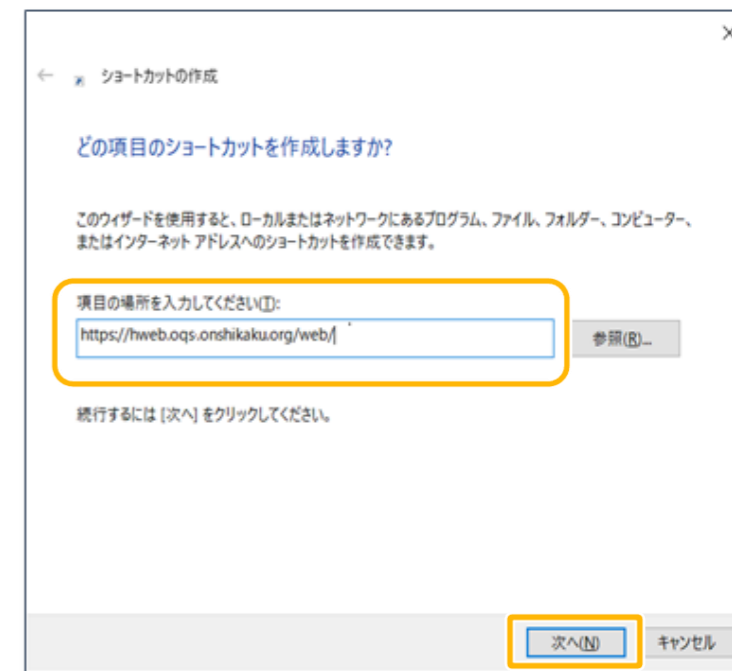 ショートカットの作成
どの項目のショートカットを作成しますか?
このウィザードを使用すると、ローカルまたはネットワークにあるプログラム、ファイル、フォルダー、コンピューター、
またはインターネット アドレスへのショートカットを作成できます。
項目の場所を入力してください(T):
https://hweb.oqs.onshikaku.org/web/
参照(R)...
続行するには [次へ] をクリックしてください。
次へ(N)
キャンセル